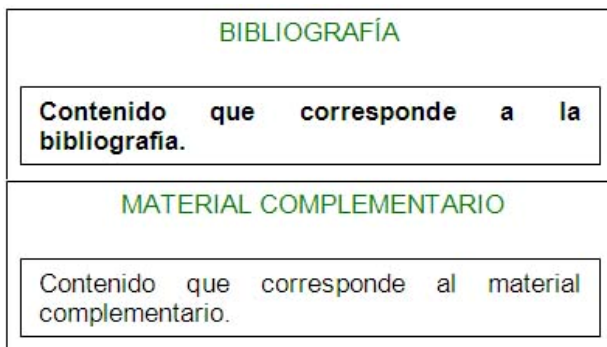 BIBLIOGRAFÍA
Contenido que corresponde a la
bibliografía.
MATERIAL COMPLEMENTARIO
Contenido que corresponde al material
complementario.